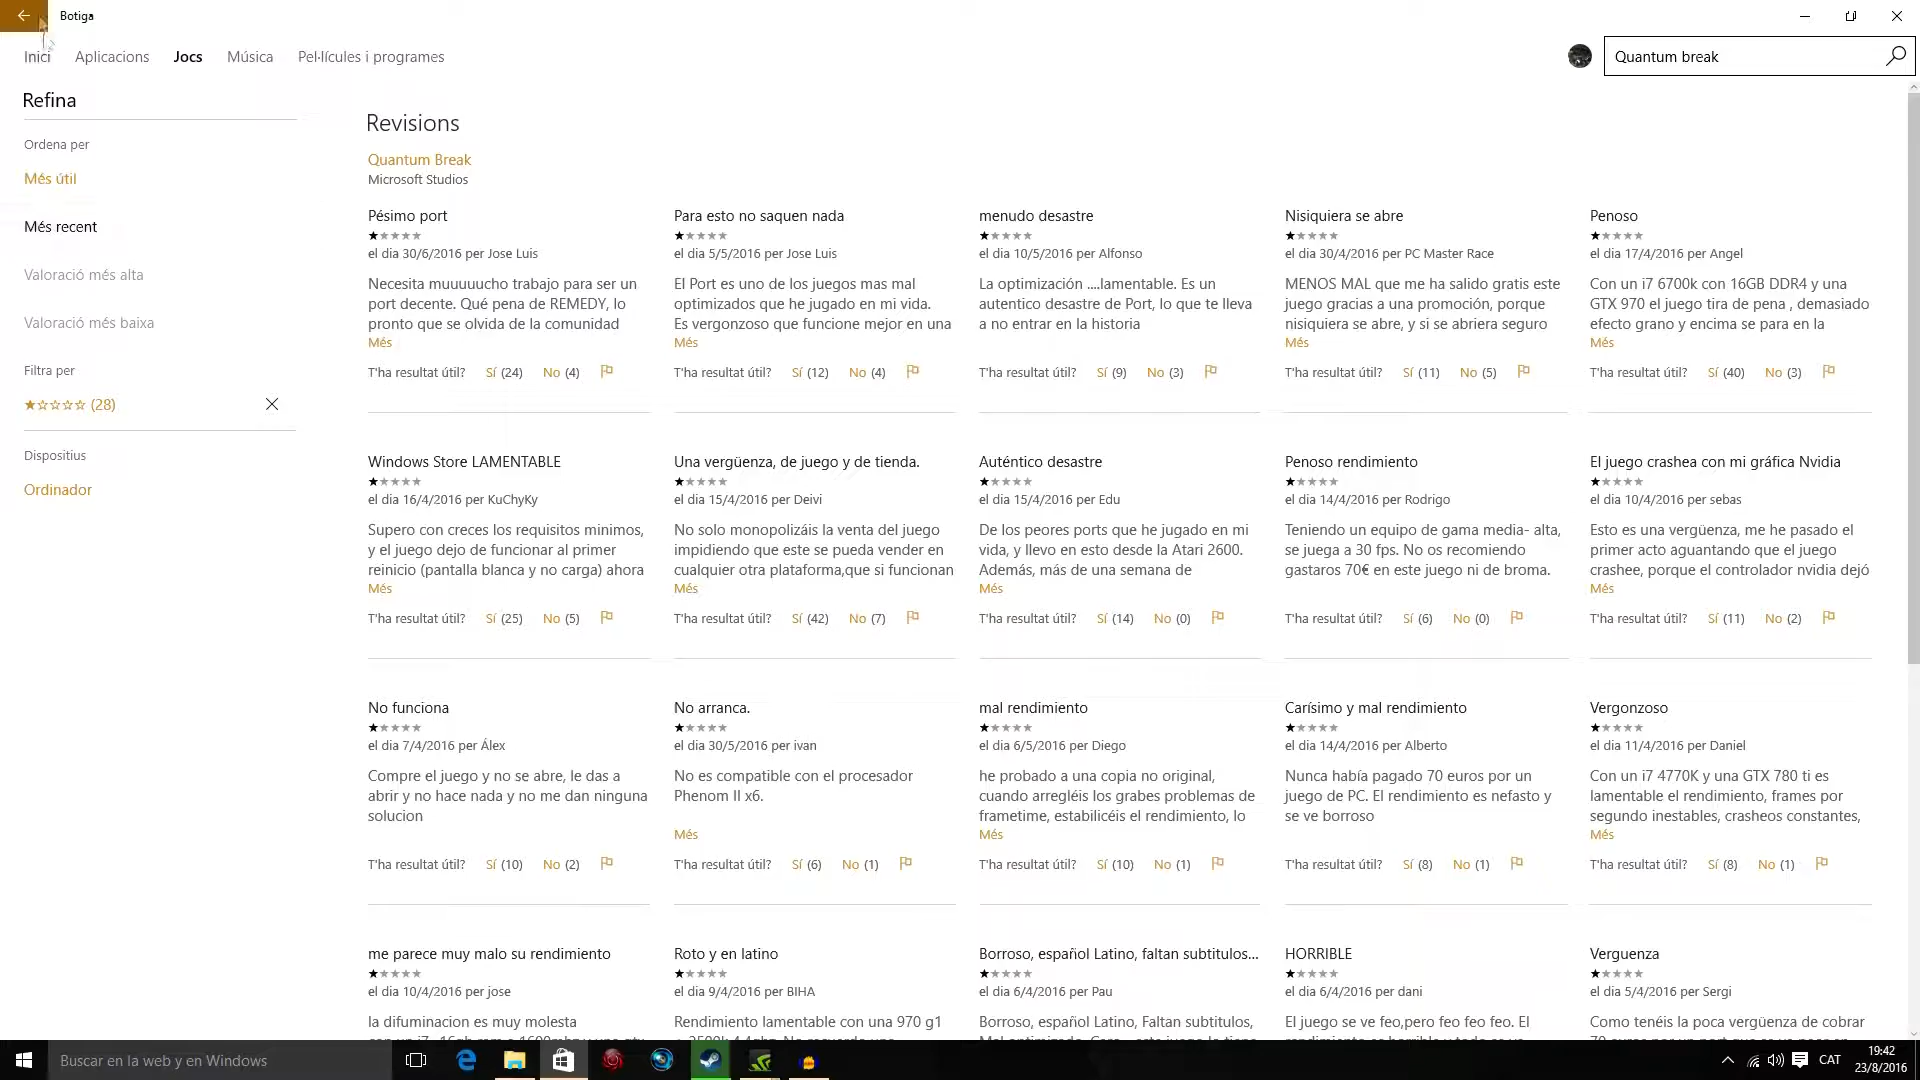 Botiga
Inici Aplicacions Jocs Música Pel·lícules i programes
Quantum break
Refina
Ordena per
Més útil
Més recent
Valoració més alta
Valoració més baixa
Filtra per
(28)
Dispositius
Ordinador
Revisions
Quantum Break
Microsoft Studios
Pésimo port
el dia 30/6/2016 per Jose Luis
Necesita muuuuucho trabajo para ser un
port decente. Qué pena de REMEDY, lo
pronto que se olvida de la comunidad
Més
T'ha resultat útil? Sí (24) No (4)
Para esto no saquen nada
el dia 5/5/2016 per Jose Luis
El Port es uno de los juegos mas mal
optimizados que he jugado en mi vida.
Es vergonzoso que funcione mejor en una
Més
T'ha resultat útil? Sí (12) No (4)
menudo desastre
el dia 10/5/2016 per Alfonso
La optimización ....lamentable. Es un
autentico desastre de Port, lo que te lleva
a no entrar en la historia
T'ha resultat útil? Sí (9) No (3)
Nisiquiera se abre
el dia 30/4/2016 per PC Master Race
MENOS MAL que me ha salido gratis este
juego gracias a una promoción, porque
nisiquiera se abre, y si se abriera seguro
Més
T'ha resultat útil? Sí (11) No (5)
Penoso
el dia 17/4/2016 per Angel
Con un i7 6700k con 16GB DDR4 y una
GTX 970 el juego tira de pena , demasiado
efecto grano y encima se para en la
Més
T'ha resultat útil? Sí (40) No (3)
Windows Store LAMENTABLE
el dia 16/4/2016 per KuChyKy
Supero con creces los requisitos minimos,
y el juego dejo de funcionar al primer
reinicio (pantalla blanca y no carga) ahora
Més
T'ha resultat útil? Sí (25) No (5)
Una vergüenza, de juego y de tienda.
el dia 15/4/2016 per Deivi
No solo monopolizáis la venta del juego
impidiendo que este se pueda vender en
cualquier otra plataforma,que si funcionan
Més
T'ha resultat útil? Sí (42) No (7)
Auténtico desastre
el dia 15/4/2016 per Edu
De los peores ports que he jugado en mi
vida, y llevo en esto desde la Atari 2600.
Además, más de una semana de
Més
T'ha resultat útil? Sí (14) No (0)
Penoso rendimiento
el dia 14/4/2016 per Rodrigo
Teniendo un equipo de gama media- alta,
se juega a 30 fps. No os recomiendo
gastaros 70€ en este juego ni de broma.
T'ha resultat útil? Sí (6) No (0)
El juego crashea con mi gráfica Nvidia
el dia 10/4/2016 per sebas
Esto es una vergüenza, me he pasado el
primer acto aguantando que el juego
crashee, porque el controlador nvidia dejó
Més
T'ha resultat útil? Sí (11) No (2)
No funciona
el dia 7/4/2016 per Álex
Compre el juego y no se abre, le das a
abrir y no hace nada y no me dan ninguna
solucion
T'ha resultat útil? Sí (10) No (2)
No arranca.
el dia 30/5/2016 per ivan
No es compatible con el procesador
Phenom II x6.
Més
T'ha resultat útil? Sí (6) No (1)
mal rendimiento
el dia 6/5/2016 per Diego
he probado a una copia no original,
cuando arregléis los grabes problemas de
frametime, estabilicéis el rendimiento, lo
Més
T'ha resultat útil? Sí (10) No (1)
Carísimo y mal rendimiento
el dia 14/4/2016 per Alberto
Nunca había pagado 70 euros por un
juego de PC. El rendimiento es nefasto y
se ve borroso
T'ha resultat útil? Sí (8) No (1)
Vergonzoso
el dia 11/4/2016 per Daniel
Con un i7 4770K y una GTX 780 ti es
lamentable el rendimiento, frames por
segundo inestables, crasheos constantes,
Més
T'ha resultat útil? Sí (8) No (1)
me parece muy malo su rendimiento
el dia 10/4/2016 per jose
la difuminacion es muy molesta
Roto y en latino
el dia 9/4/2016 per BIHA
Rendimiento lamentable con una 970 g1
Borroso, español Latino, faltan subtitulos...
el dia 6/4/2016 per Pau
Borroso, español Latino, Faltan subtitulos,
HORRIBLE
el dia 6/4/2016 per dani
El juego se ve feo,pero feo feo feo. El
Verguenza
el dia 5/4/2016 per Sergi
Como tenéis la poca vergüenza de cobrar
Buscar en la web y en Windows
CAT
19:42
23/8/2016